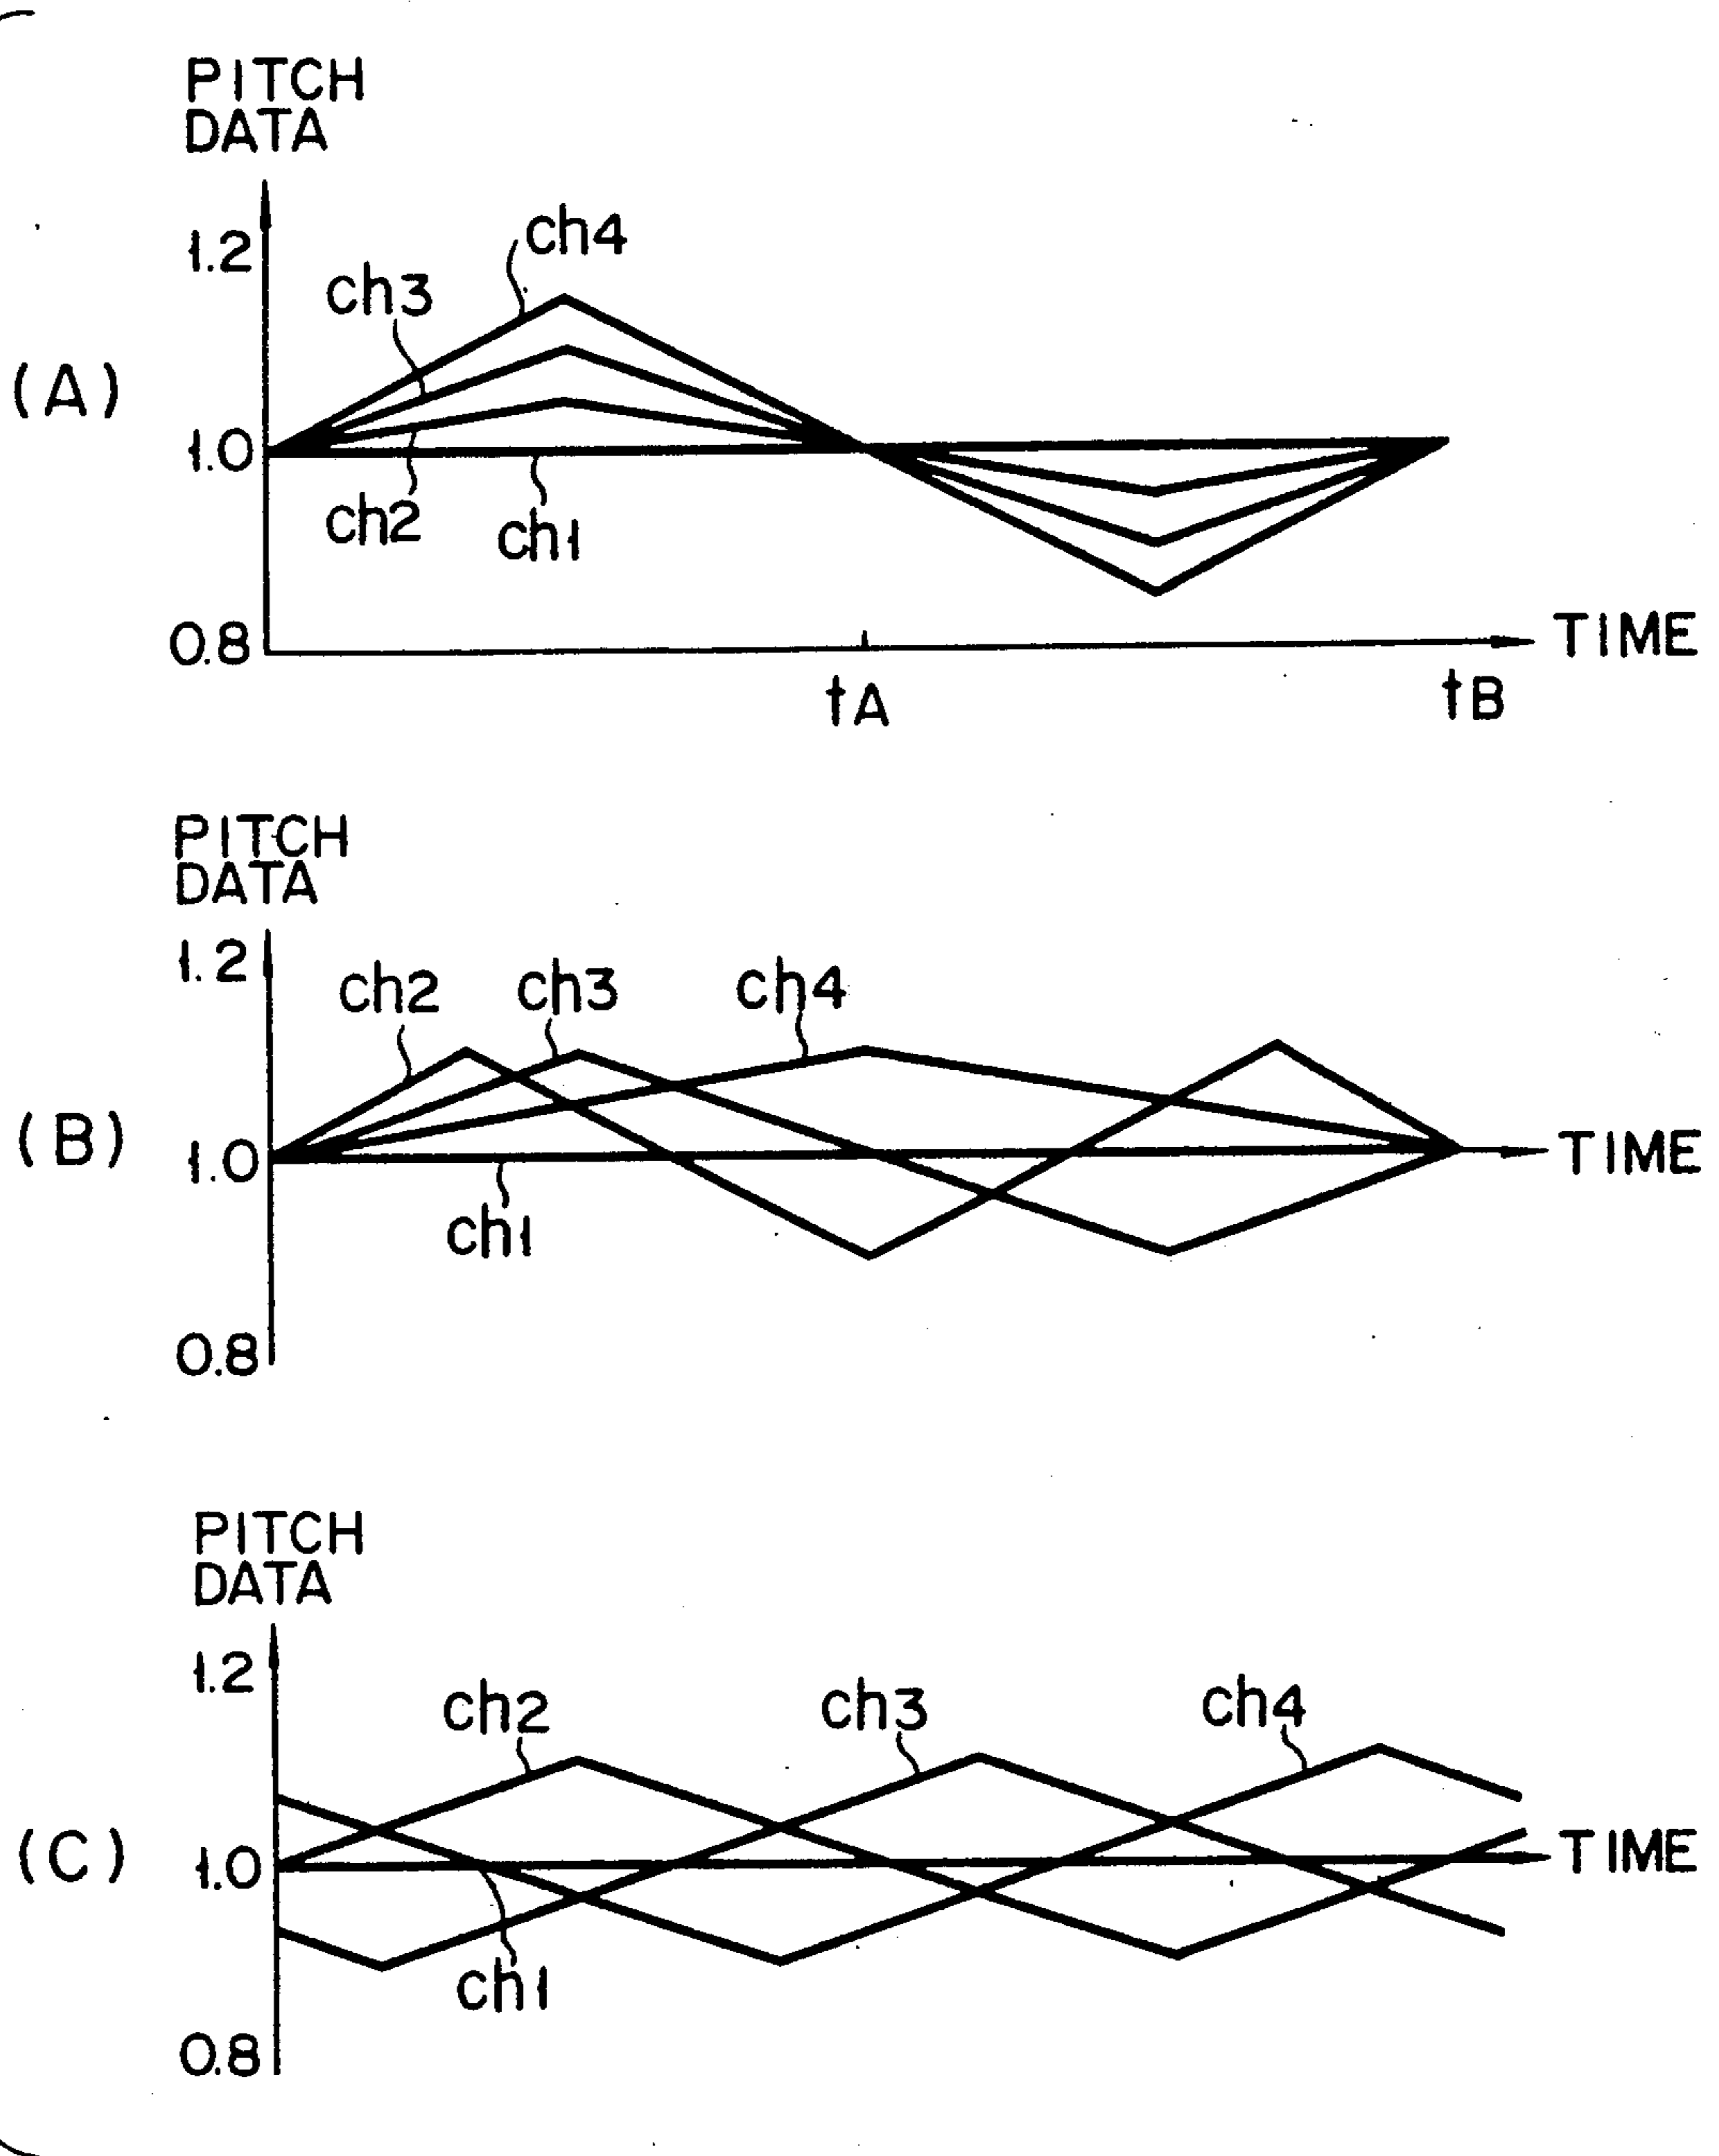 PITCH
DATA
1.2
ch4
ch3
(A)
1.0
ch2
ch1
0.8
TIME
tA
tB
PITCH
DATA
1.2
ch2
ch3
ch4
(B)
1.0
TIME
ch1
0.8
PITCH
DATA
1.2
ch2
ch3
ch4
(C)
1.0
TIME
ch1
0.8